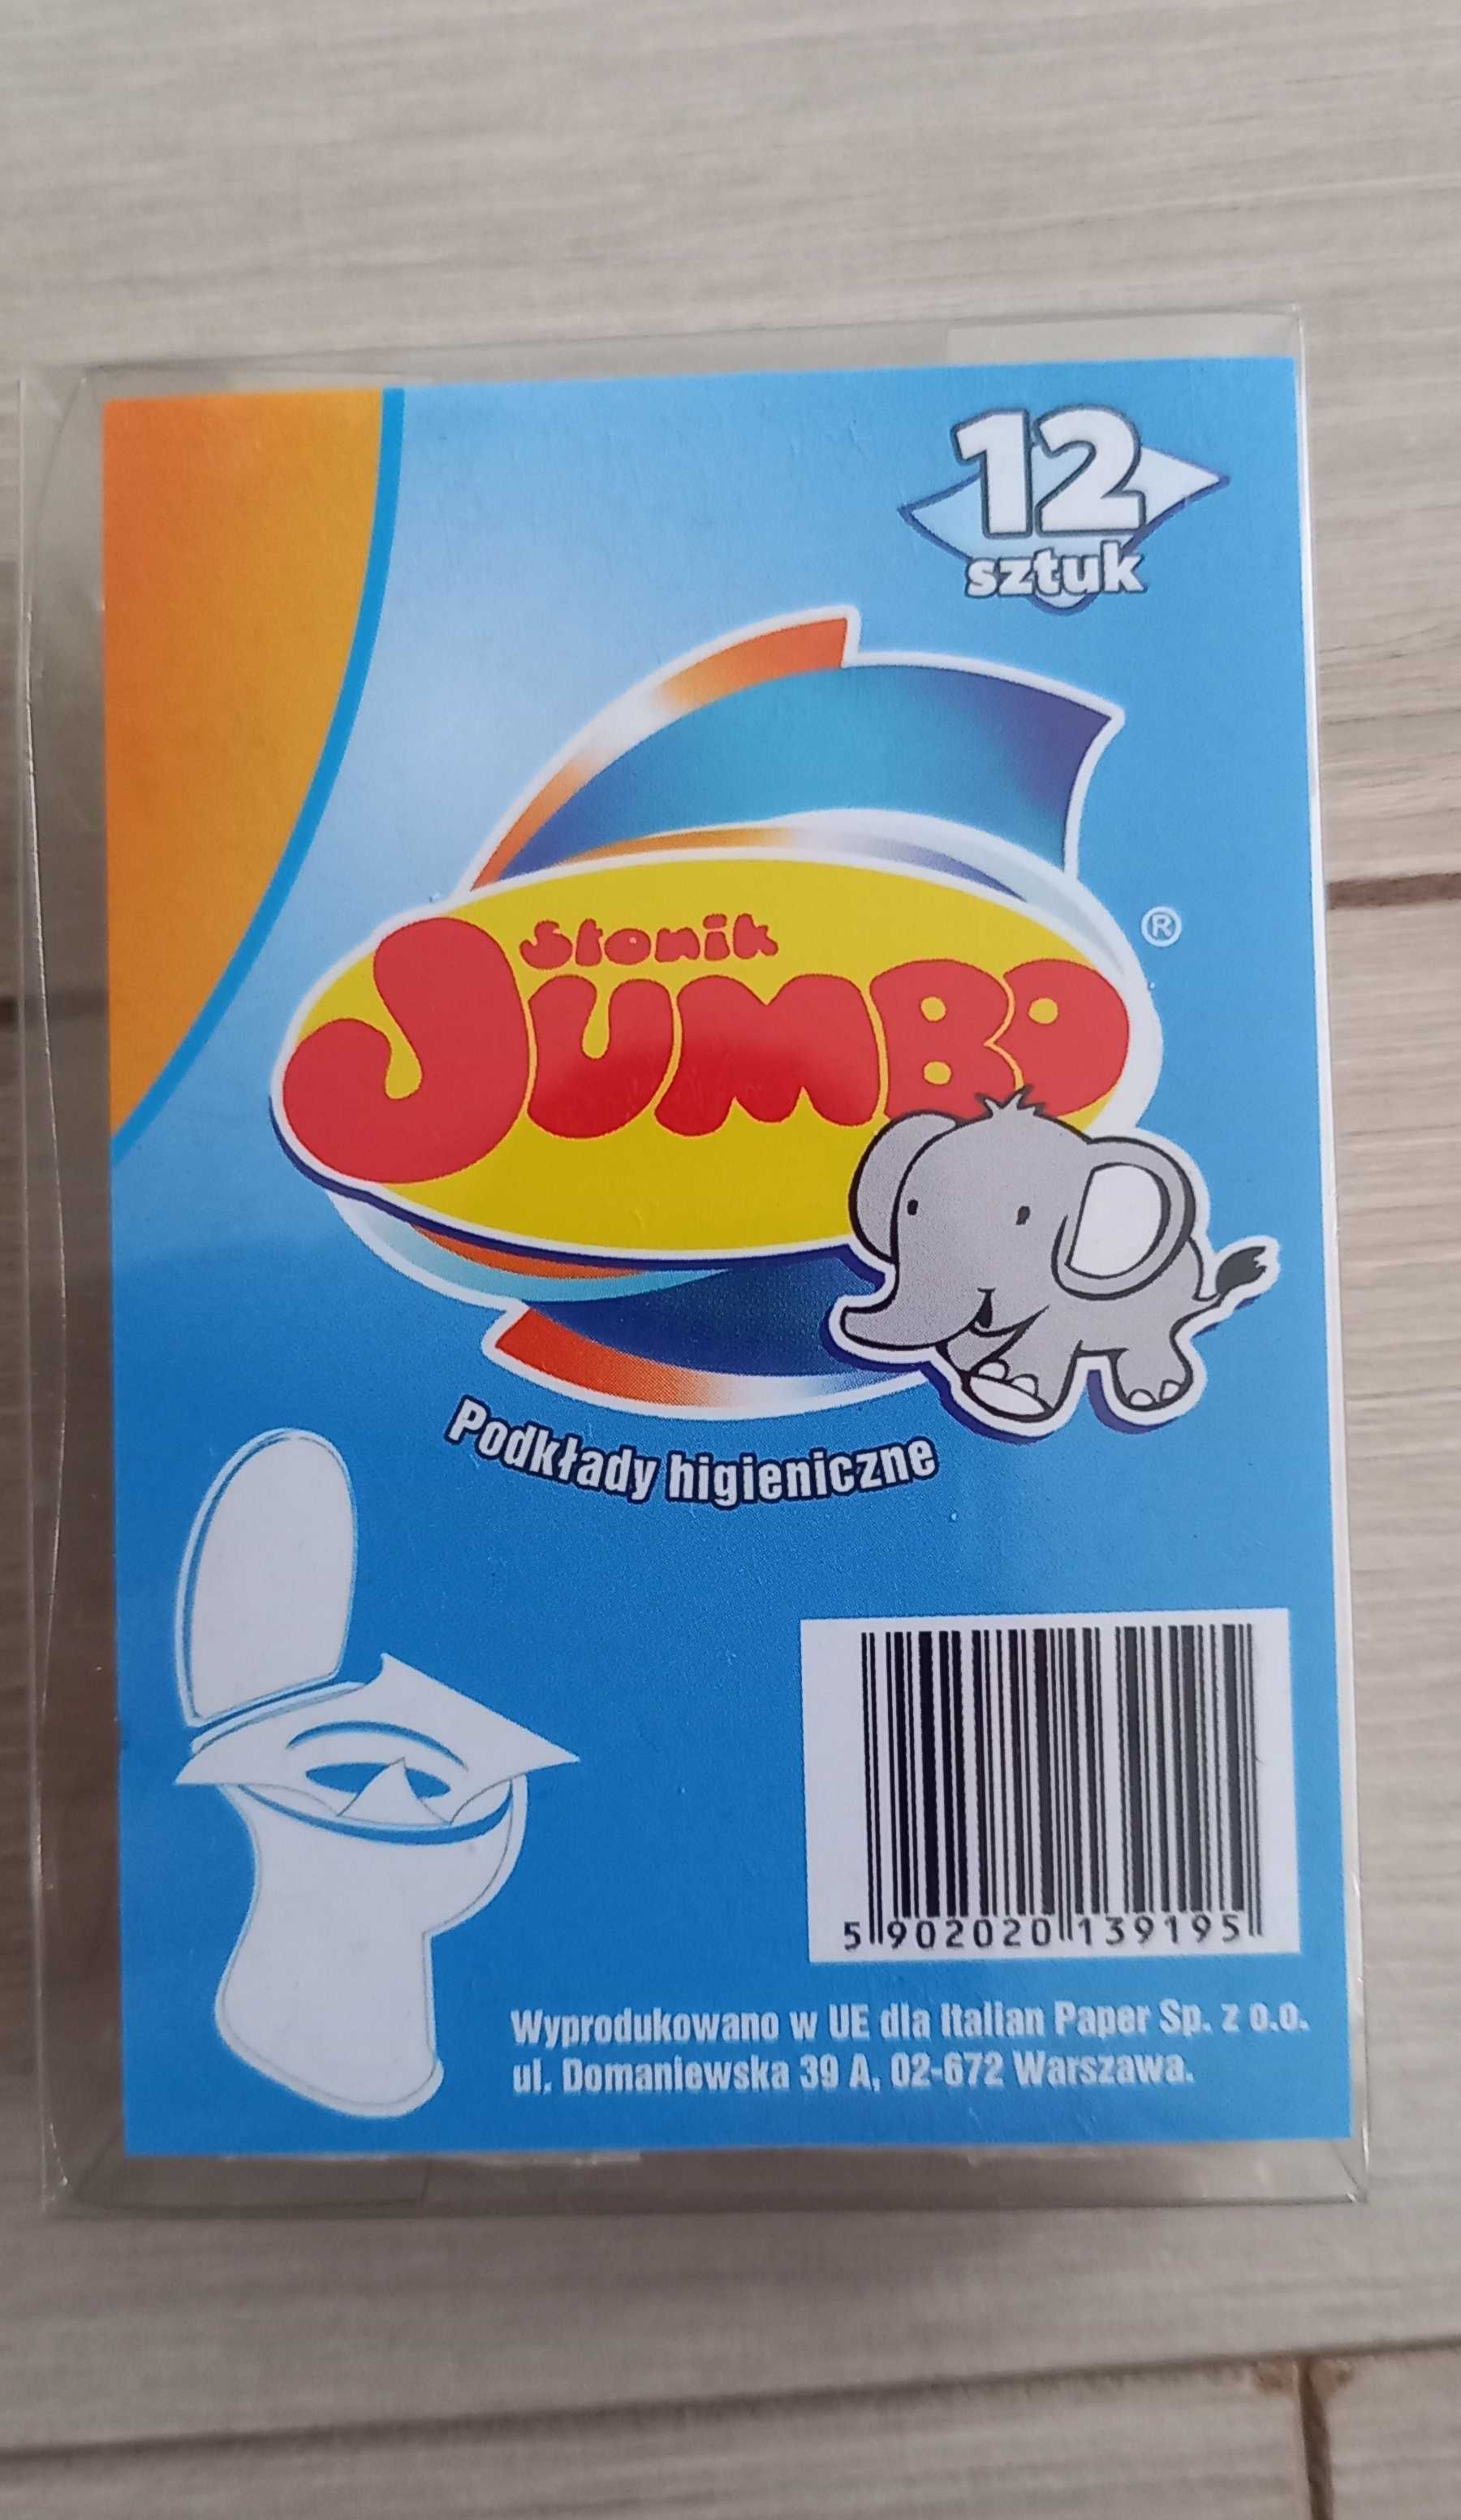 12
sztuk
słonik
JUMBO
®
Podkłady higieniczne
5 902020 139195
Wyprodukowano w UE dla Italian Paper Sp. z o.o.
ul. Domaniewska 39 A, 02-672 Warszawa.